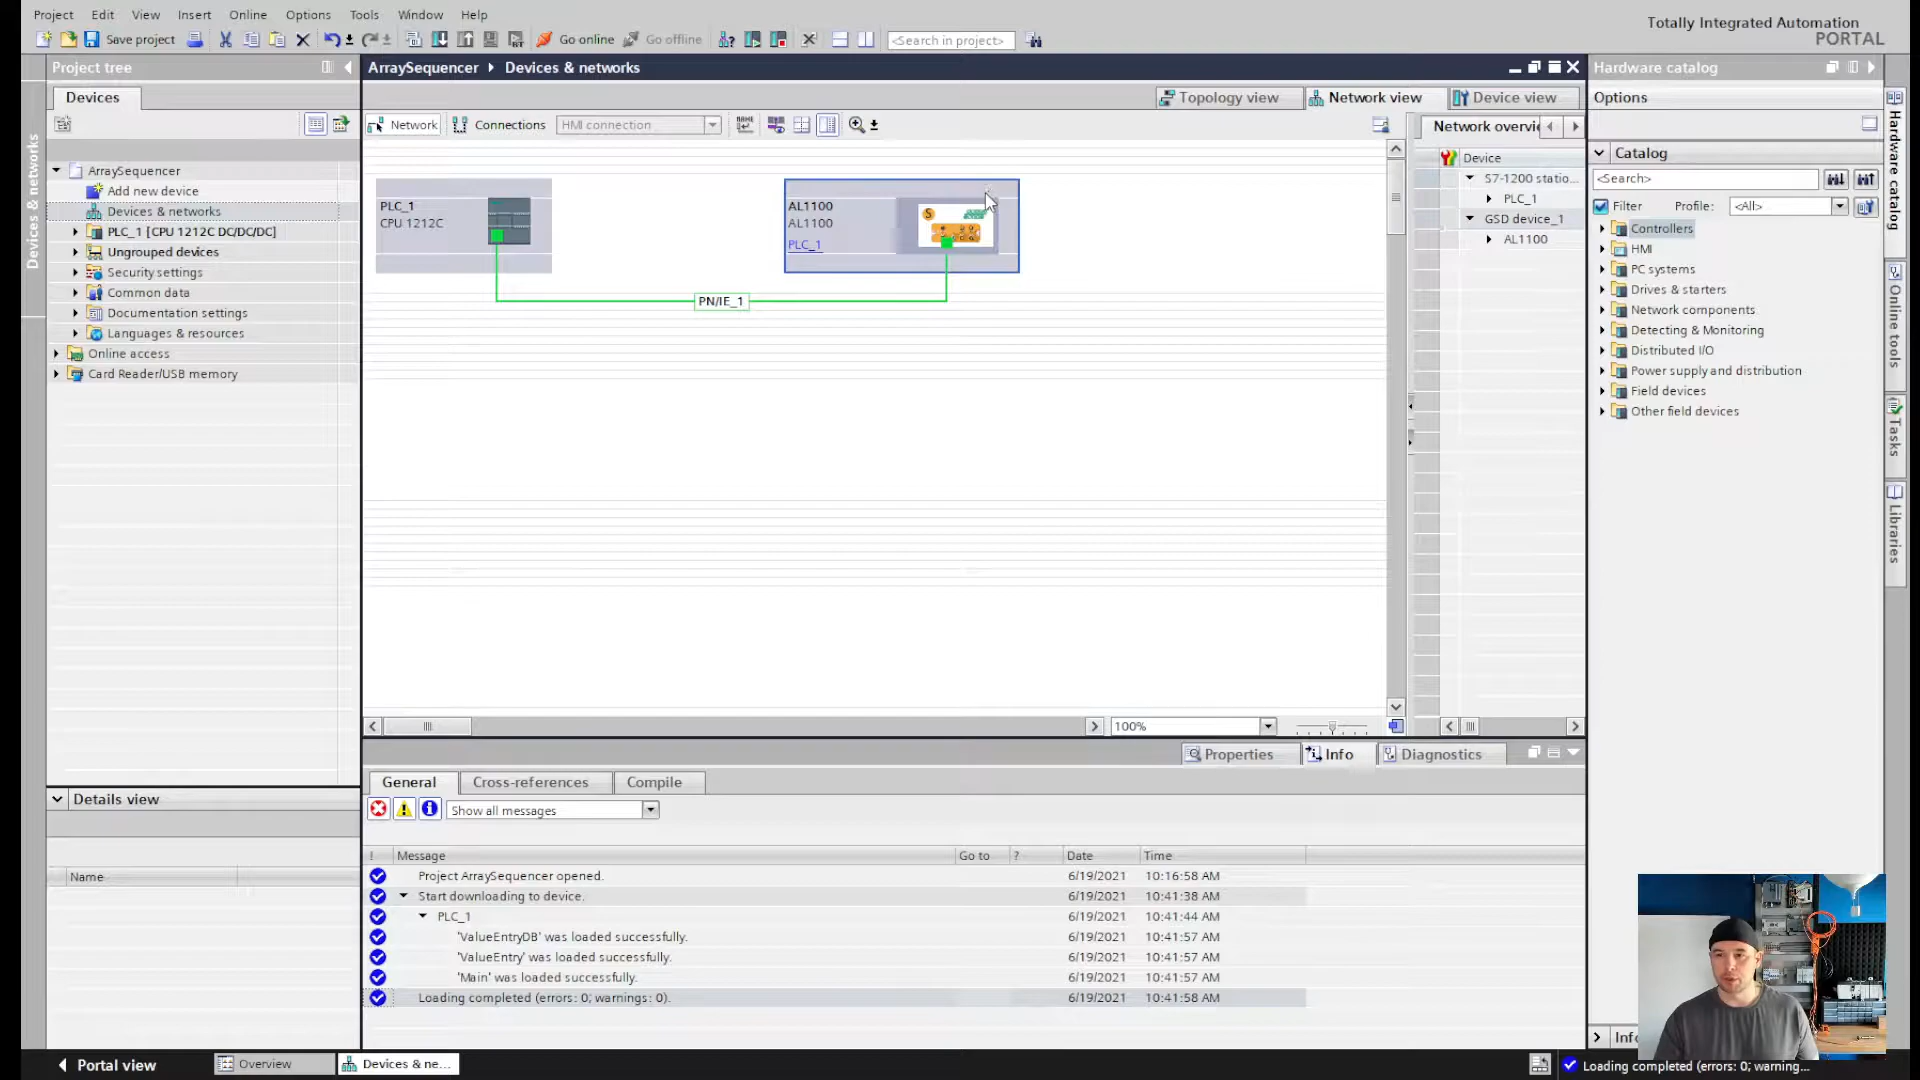 Project Edit View Insert Online Options Tools Window Help
Totally Integrated Automation
PORTAL
Save project Go online Go offline <Search in project>
Project tree
ArraySequencer Devices & networks
Hardware catalog
Devices
Topology view Network view Device view
Options
Network Connections HMI connection
Network overvi
Device
S7-1200 statio...
PLC_1
GSD device_1
AL1100
ArraySequencer
Add new device
Devices & networks
PLC_1 [CPU 1212C DC/DC/DC]
Ungrouped devices
Security settings
Common data
Documentation settings
Languages & resources
Online access
Card Reader/USB memory
PLC_1
CPU 1212C
AL1100
AL1100
PLC_1
PN/IE_1
Catalog
<Search>
Filter Profile: <All>
Controllers
HMI
PC systems
Drives & starters
Network components
Detecting & Monitoring
Distributed I/O
Power supply and distribution
Field devices
Other field devices
Devices & networks
Hardware catalog
Online tools
Tasks
Libraries
100%
Properties Info Diagnostics
Details view
Name
General Cross-references Compile
Show all messages
! Message Go to ? Date Time
Project ArraySequencer opened. 6/19/2021 10:16:58 AM
Start downloading to device. 6/19/2021 10:41:38 AM
PLC_1 6/19/2021 10:41:44 AM
'ValueEntryDB' was loaded successfully. 6/19/2021 10:41:57 AM
'ValueEntry' was loaded successfully. 6/19/2021 10:41:57 AM
'Main' was loaded successfully. 6/19/2021 10:41:57 AM
Loading completed (errors: 0; warnings: 0). 6/19/2021 10:41:58 AM
Info
Portal view Overview Devices & ne... Loading completed (errors: 0; warning...